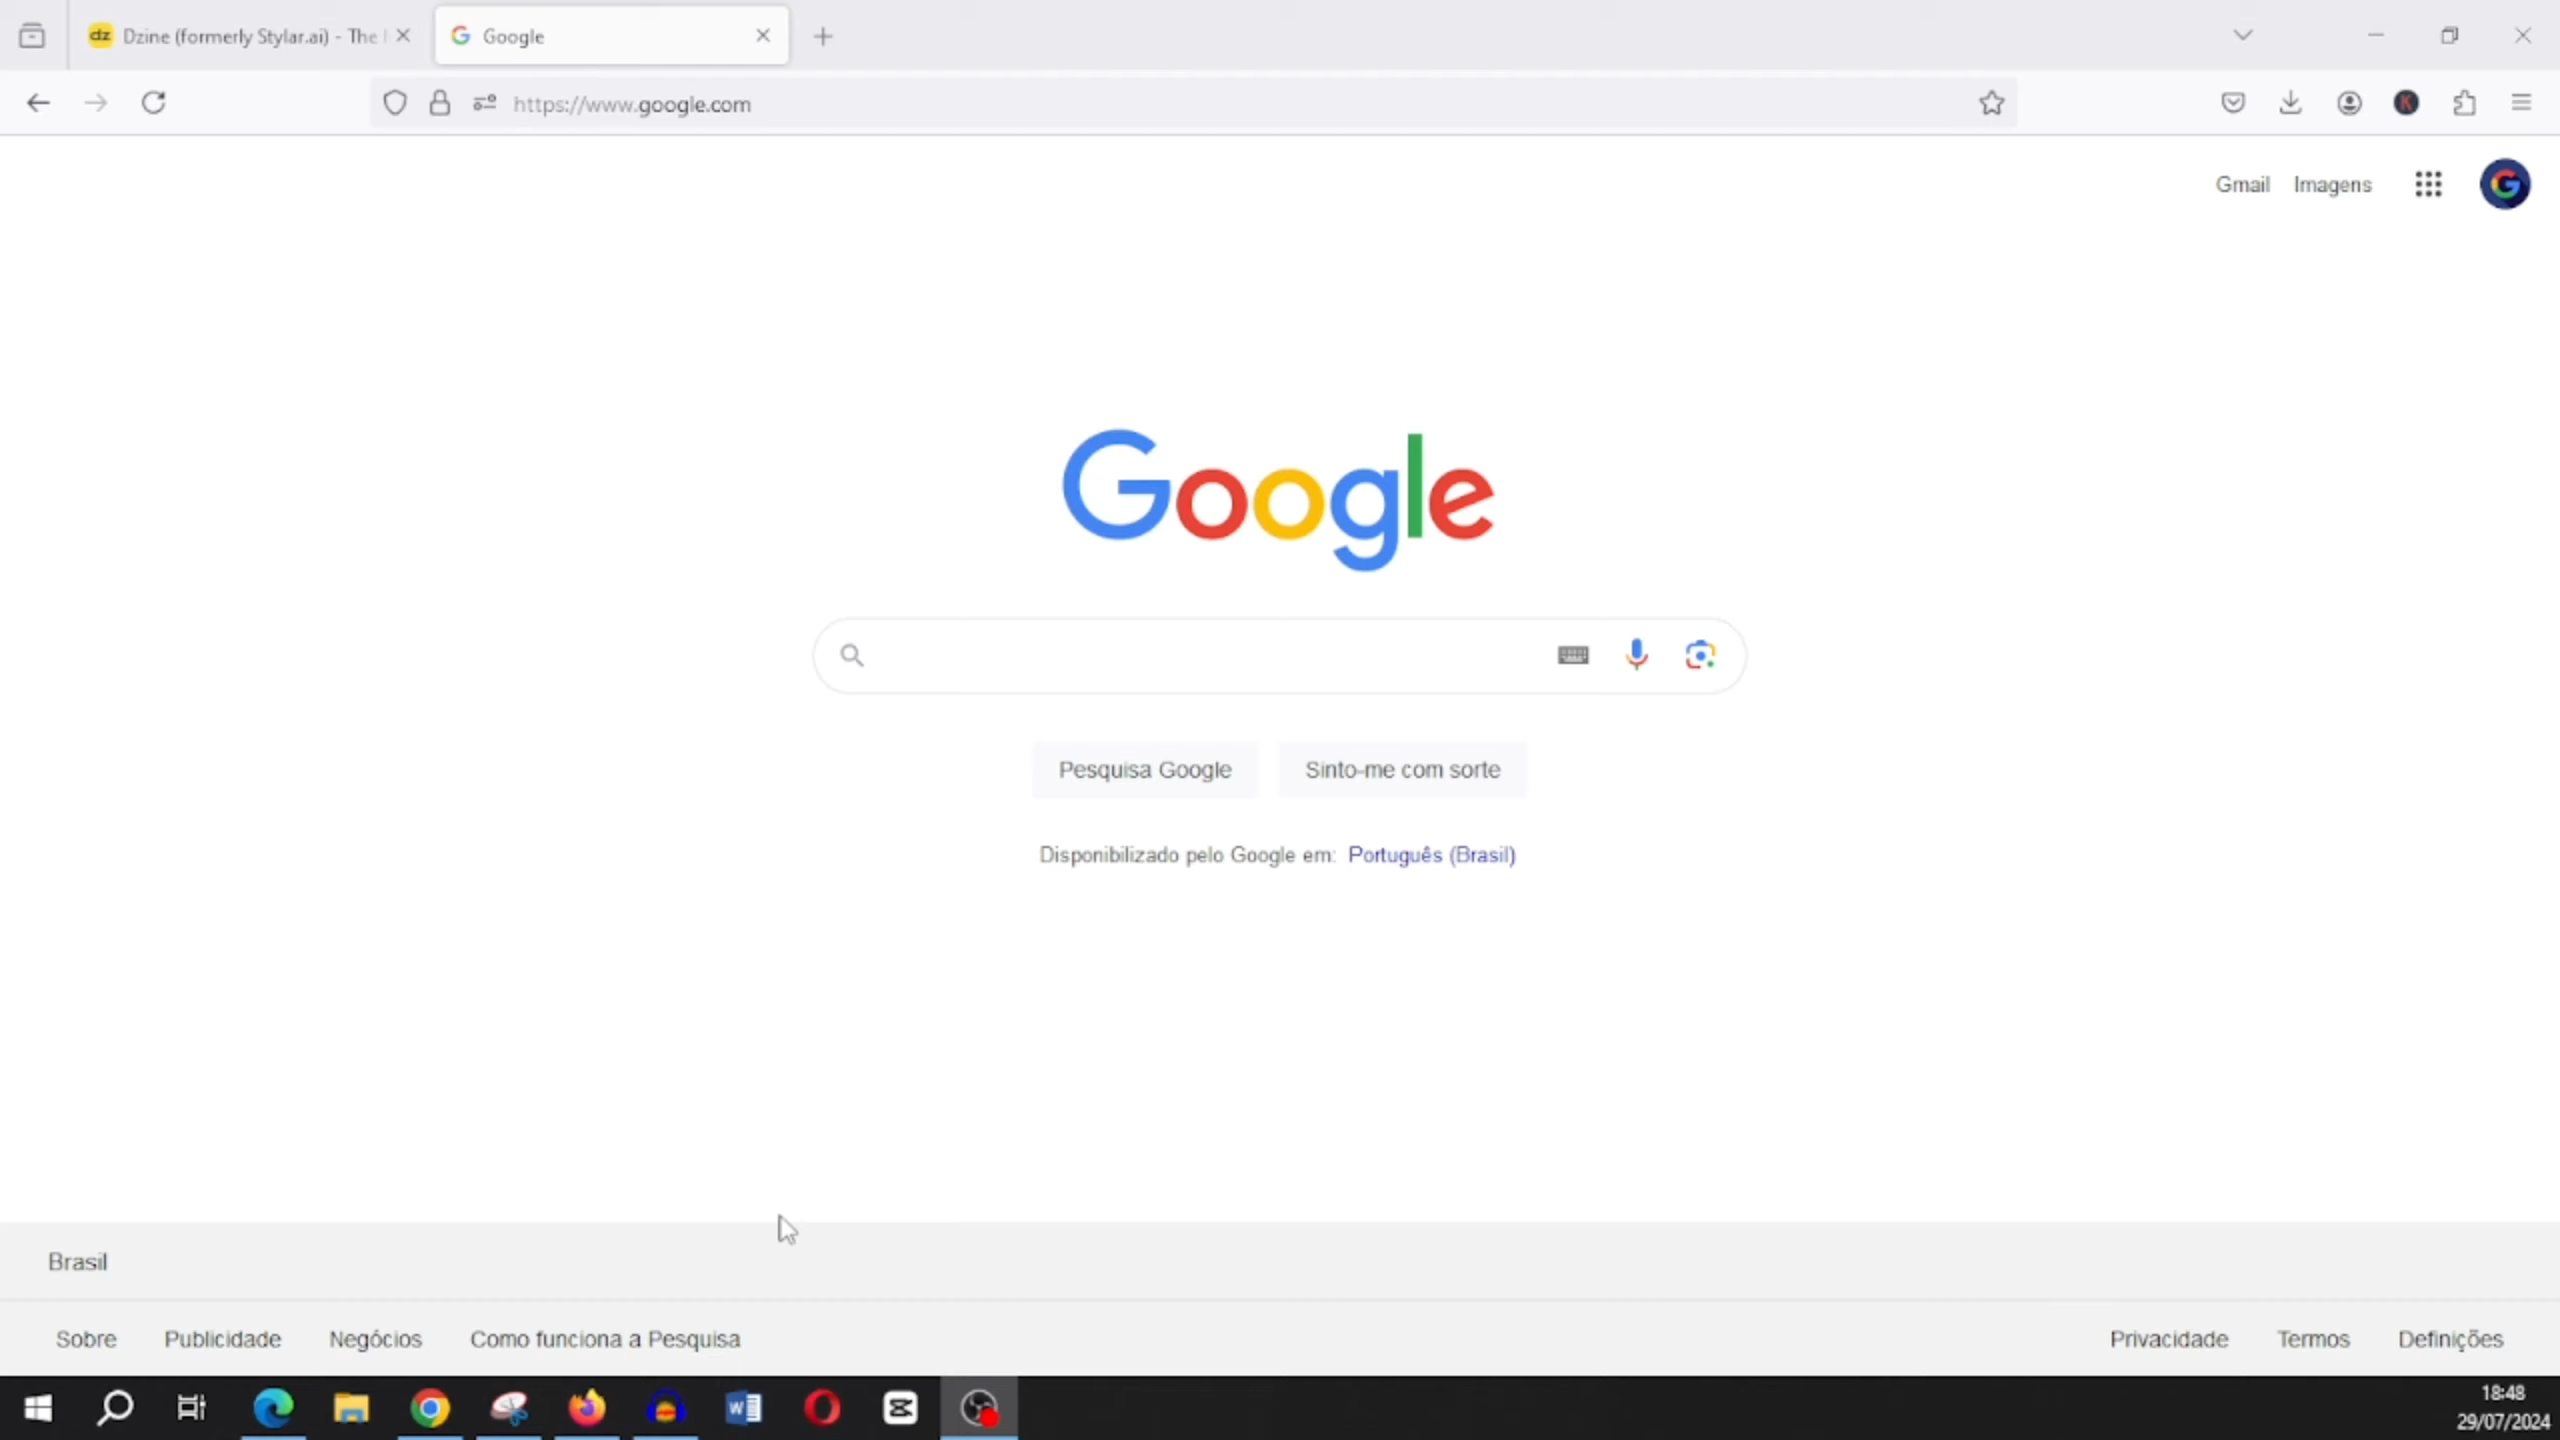 dz Dzine (formerly Stylar.ai) - The
Google
https://www.google.com
Gmail Imagens
Google
Pesquisa Google
Sinto-me com sorte
Disponibilizado pelo Google em: Português (Brasil)
Brasil
Sobre Publicidade Negócios Como funciona a Pesquisa
Privacidade Termos Definições
18:48
29/07/2024